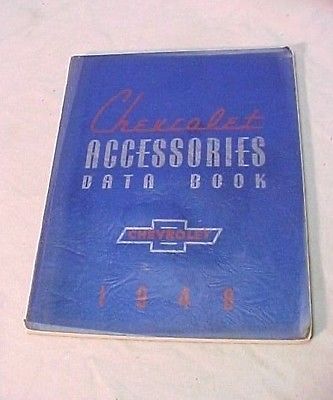 Chevrolet
ACCESSORIES
DATA BOOK
CHEVROLET
1948